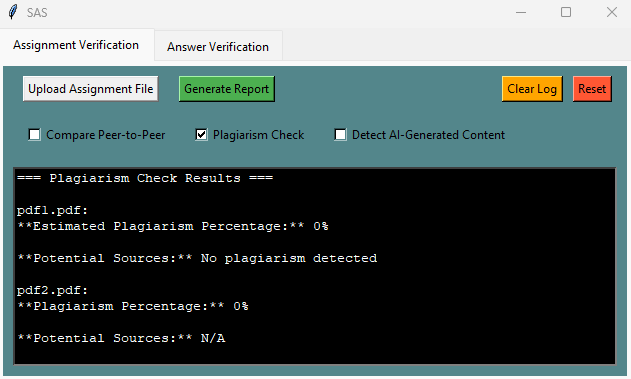 SAS
Assignment Verification
Answer Verification
Upload Assignment File
Generate Report
Clear Log
Reset
Compare Peer-to-Peer
Plagiarism Check
Detect AI-Generated Content
=== Plagiarism Check Results ===
pdf1.pdf:
**Estimated Plagiarism Percentage:** 0%
**Potential Sources:** No plagiarism detected
pdf2.pdf:
**Plagiarism Percentage:** 0%
**Potential Sources:** N/A